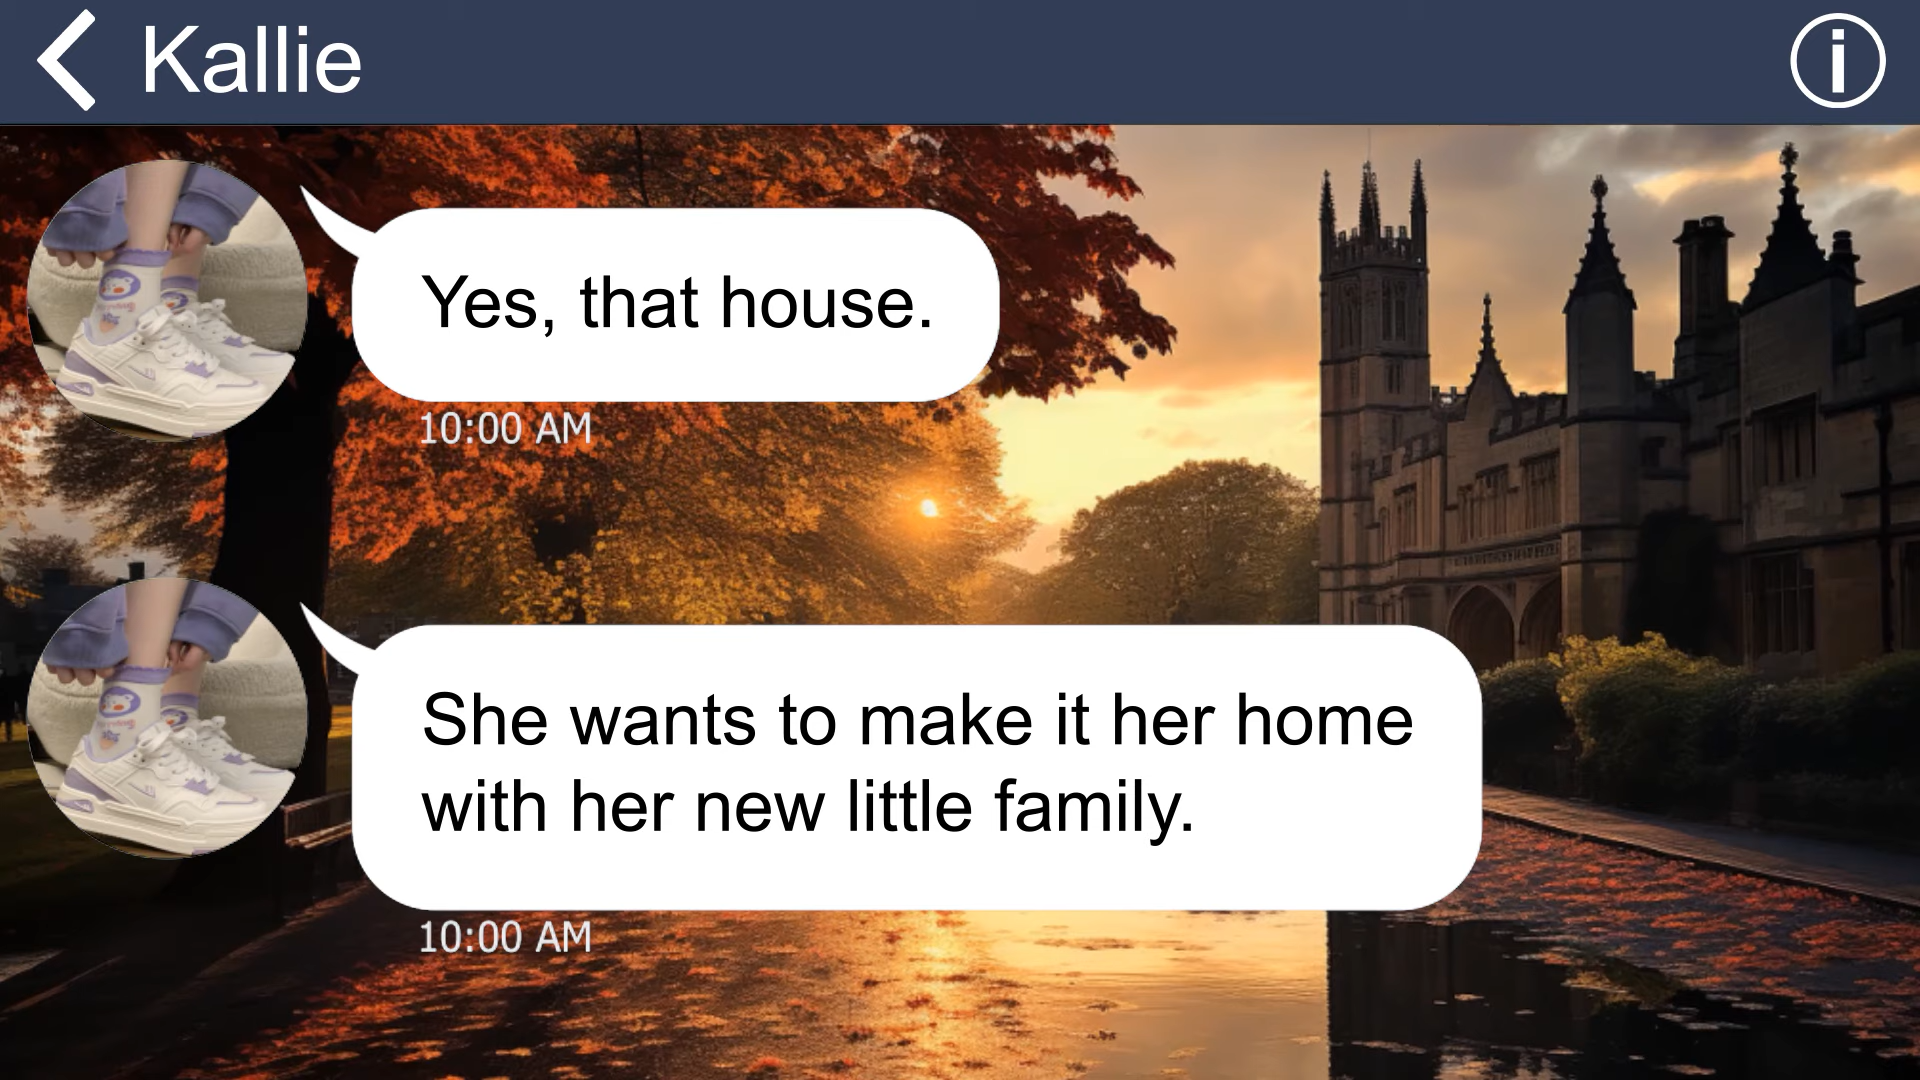 Kallie
Yes, that house.
10:00 AM
She wants to make it her home
with her new little family.
10:00 AM